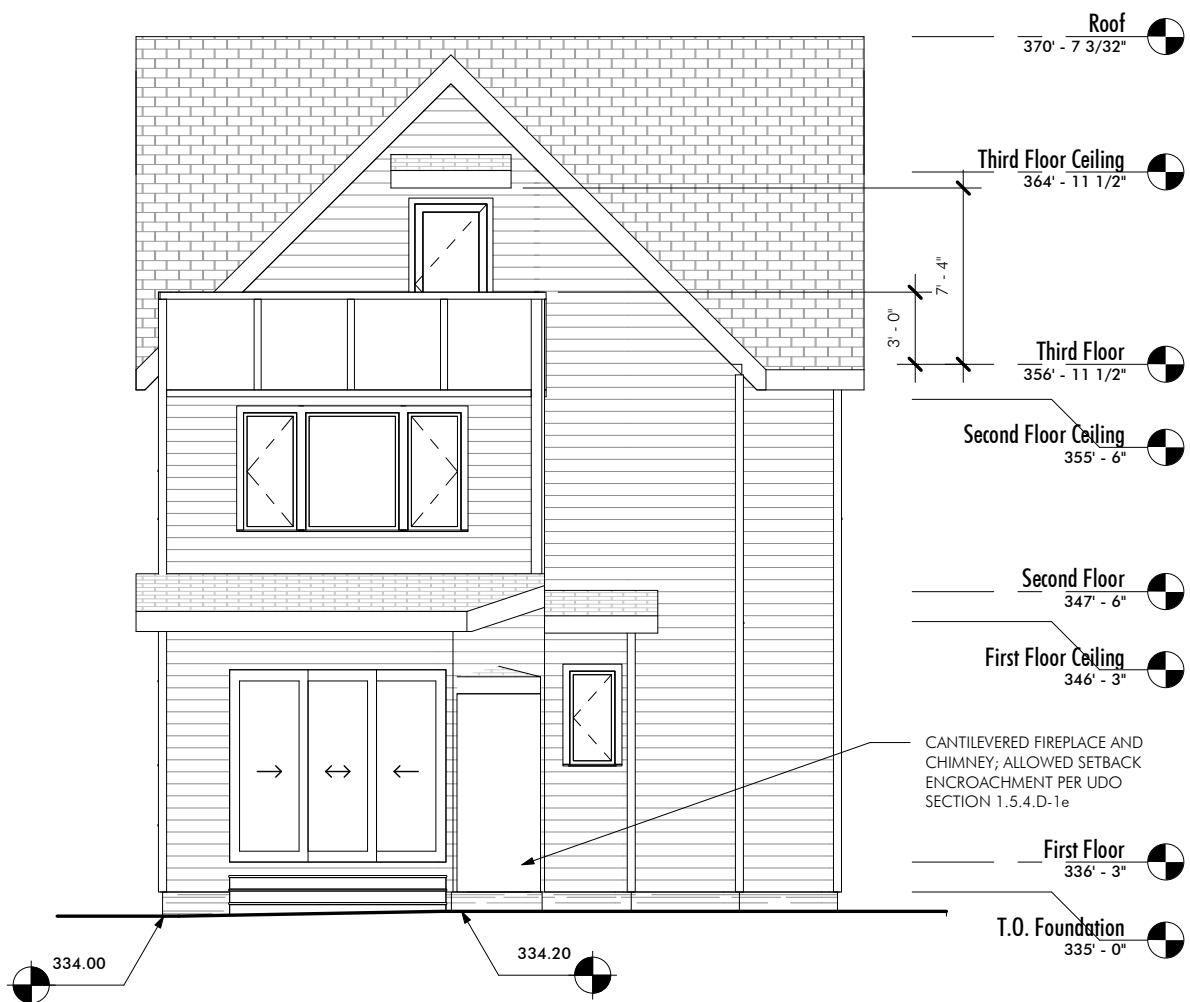 Roof
370' - 7 3/32"
Third Floor Ceiling
364' - 11 1/2"
7' - 4"
3' - 0"
Third Floor
356' - 11 1/2"
Second Floor Ceiling
355' - 6"
Second Floor
347' - 6"
First Floor Ceiling
346' - 3"
CANTILEVERED FIREPLACE AND
CHIMNEY; ALLOWED SETBACK
ENCROACHMENT PER UDO
SECTION 1.5.4.D-1e
First Floor
336' - 3"
T.O. Foundation
335' - 0"
334.00
334.20